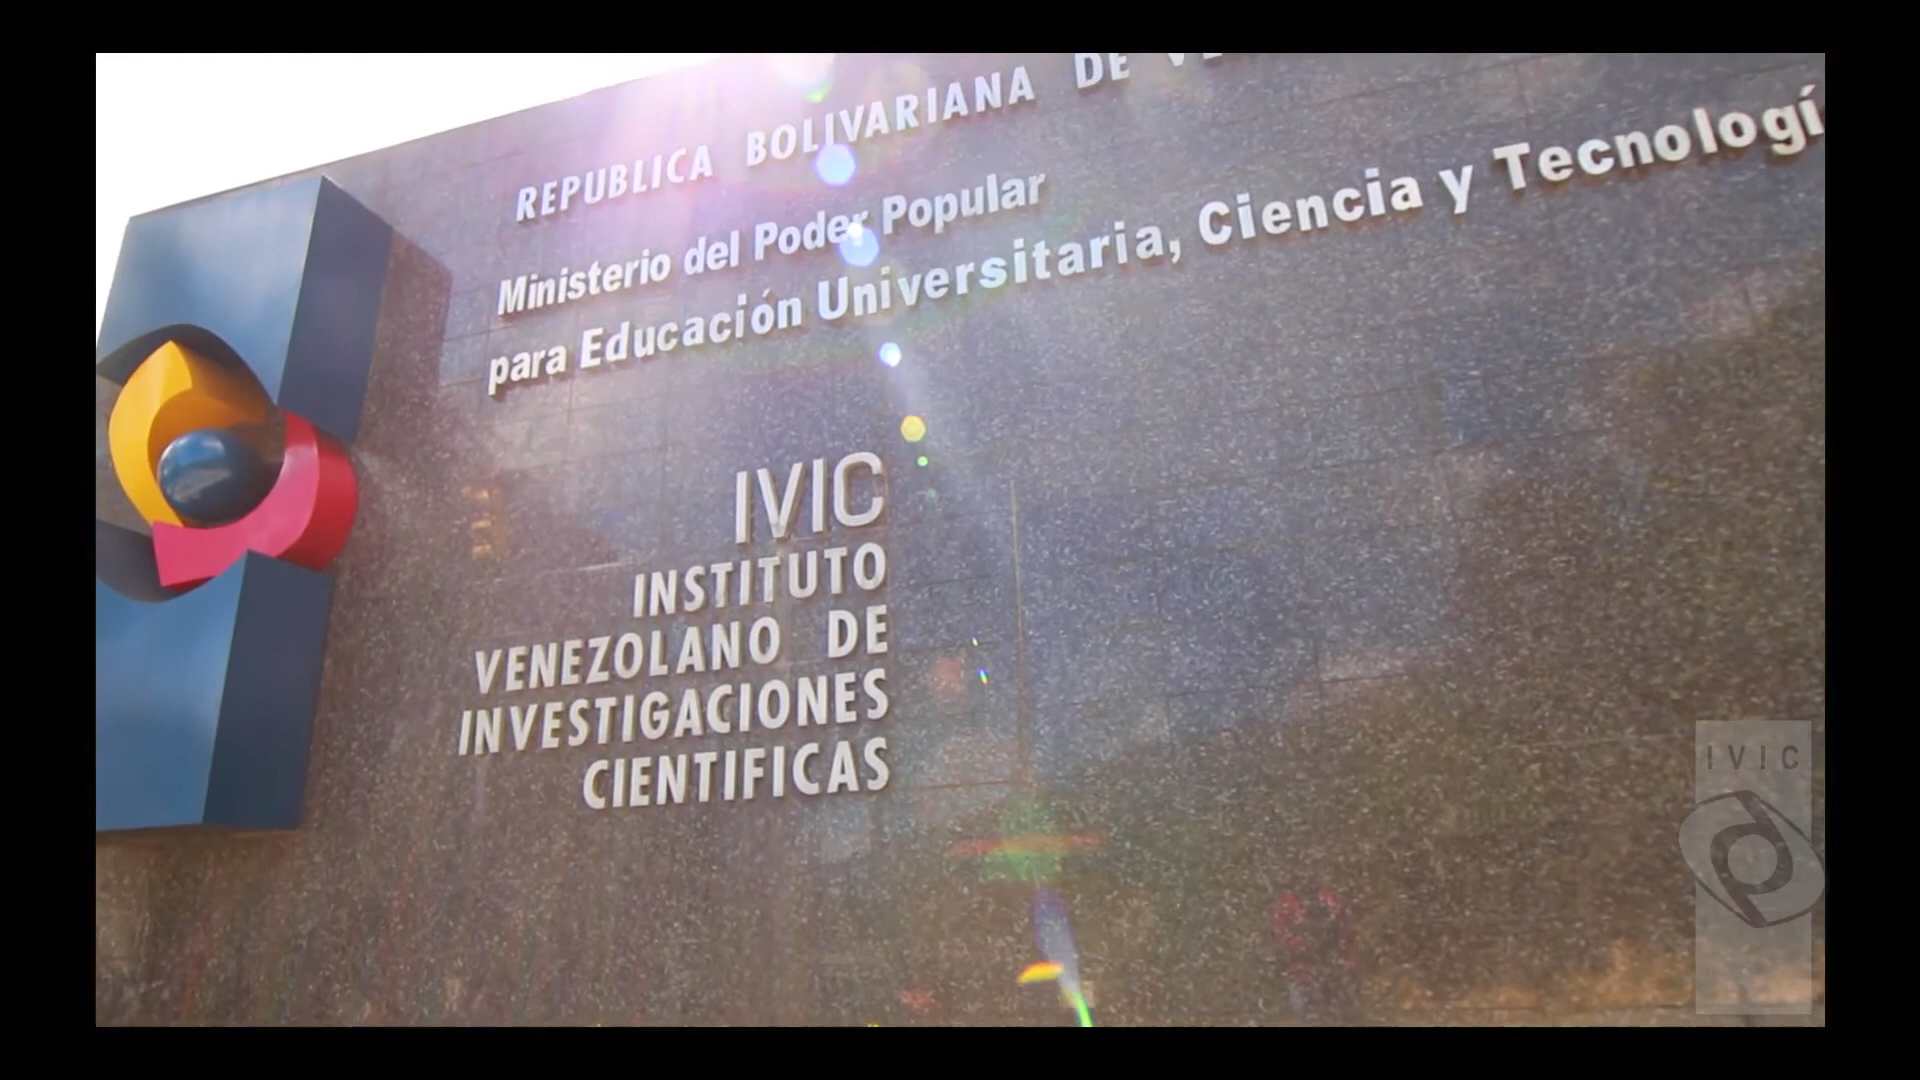 REPUBLICA BOLIVARIANA DE
Ministerio del Poder Popular
para Educación Universitaria, Ciencia y Tecnologí
IVIC
INSTITUTO
VENEZOLANO DE
INVESTIGACIONES
CIENTIFICAS
IVIC